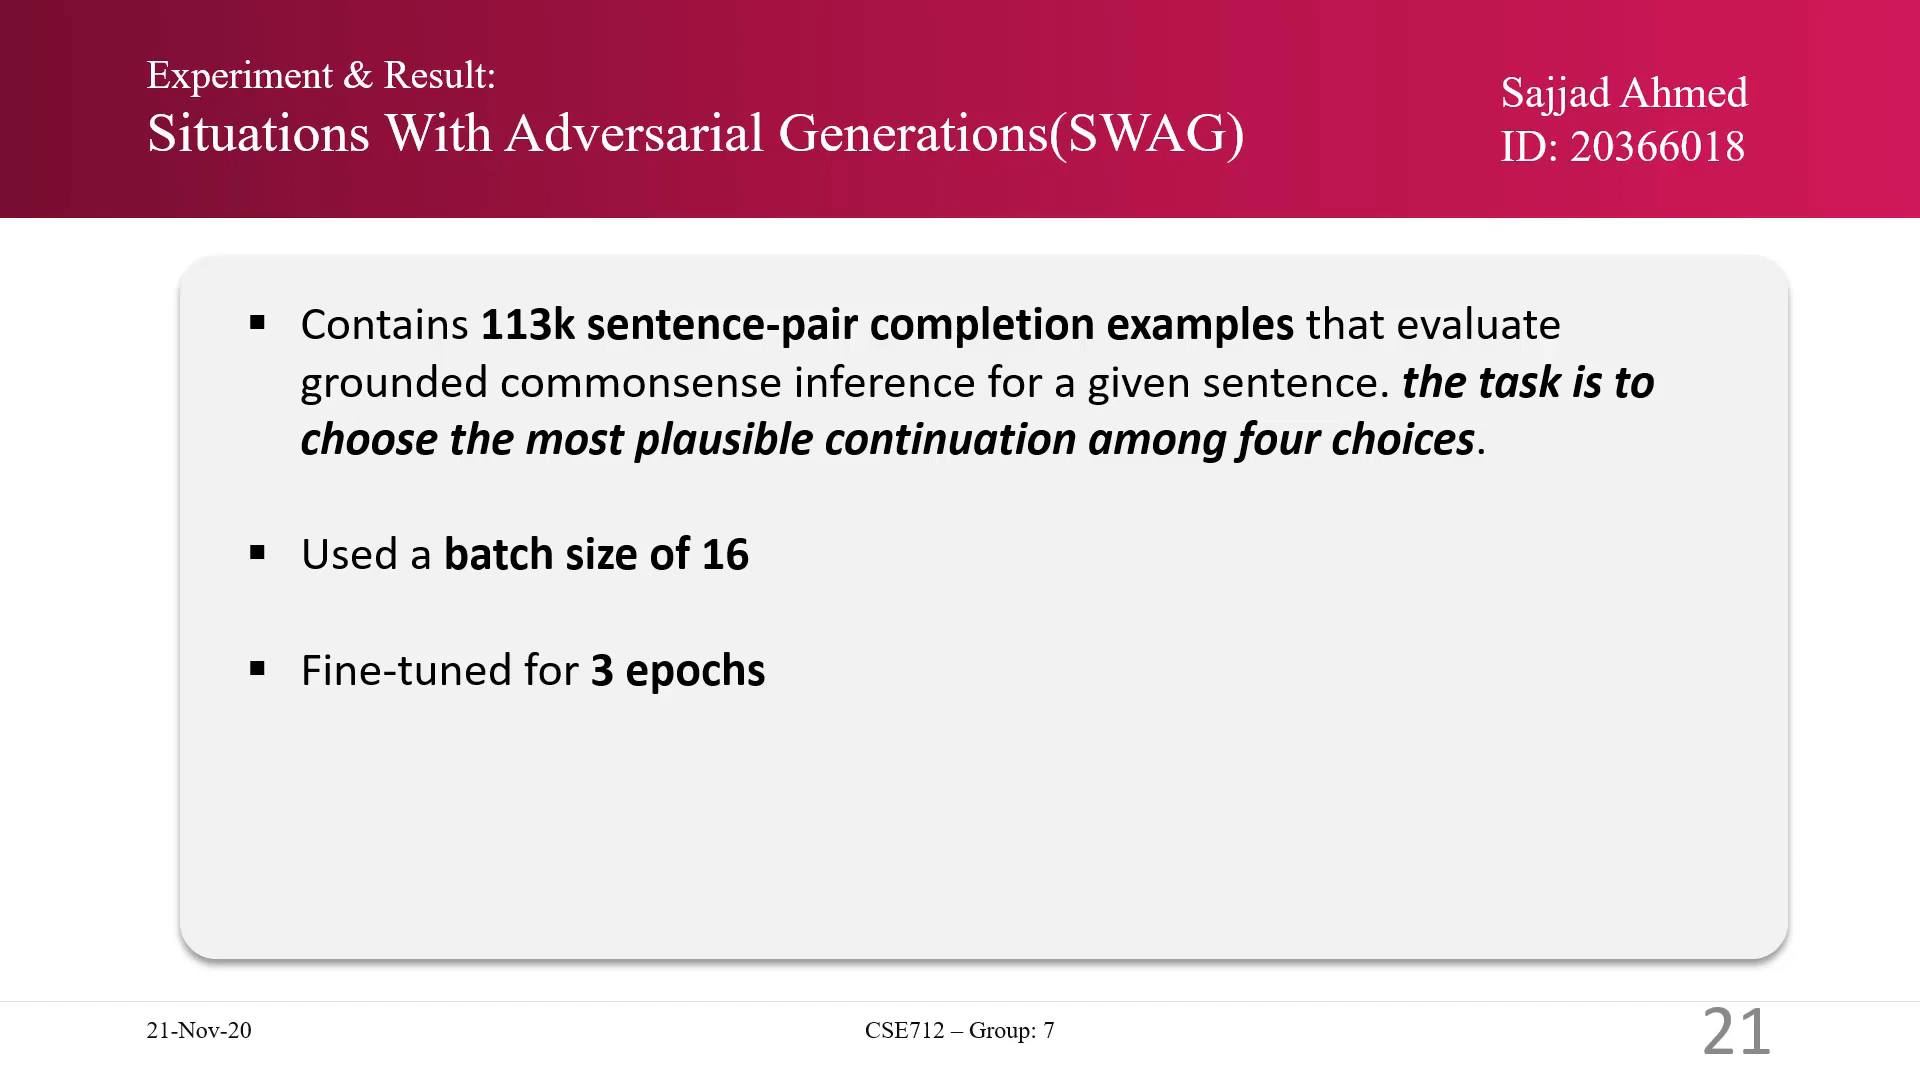 Experiment & Result:
Situations With Adversarial Generations(SWAG)
Sajjad Ahmed
ID: 20366018
▪ Contains 113k sentence-pair completion examples that evaluate
grounded commonsense inference for a given sentence. the task is to
choose the most plausible continuation among four choices.
▪ Used a batch size of 16
▪ Fine-tuned for 3 epochs
21-Nov-20
CSE712 – Group: 7
21